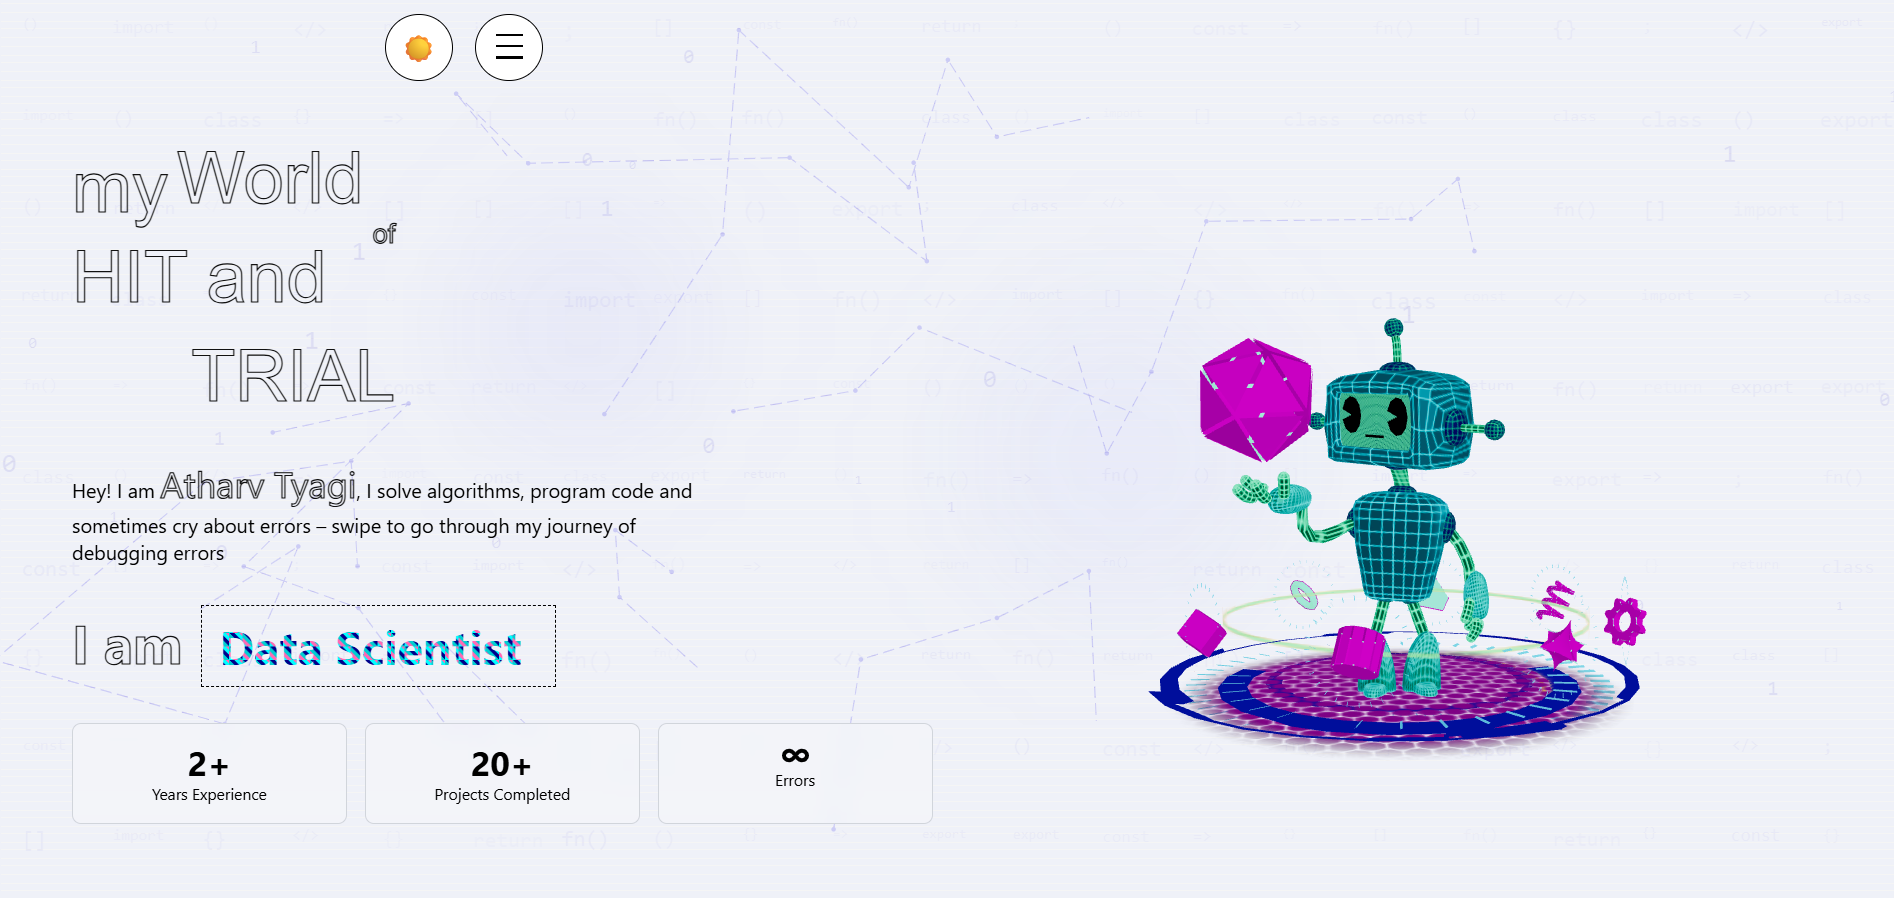 my World
of
HIT and
TRIAL
Hey! I am Atharv Tyagi, I solve algorithms, program code and
sometimes cry about errors – swipe to go through my journey of
debugging errors
I am Data Scientist
2+
Years Experience
20+
Projects Completed
∞
Errors